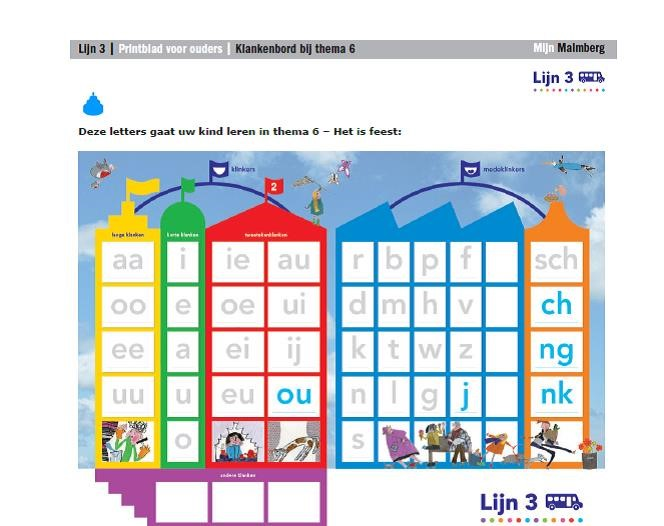 Lijn 3 | Printblad voor ouders | Klankenbord bij thema 6 Mijn Malmberg
Lijn 3
Deze letters gaat uw kind leren in thema 6 – Het is feest:
klinkers medeklinkers
2
lange klanken korte klanken tweetekenklanken
aa i ie au r b p f sch
oo e oe ui d m h v ch
ee a ei ij k t w z ng
uu u eu ou n l g j nk
o s
andere klanken
Lijn 3